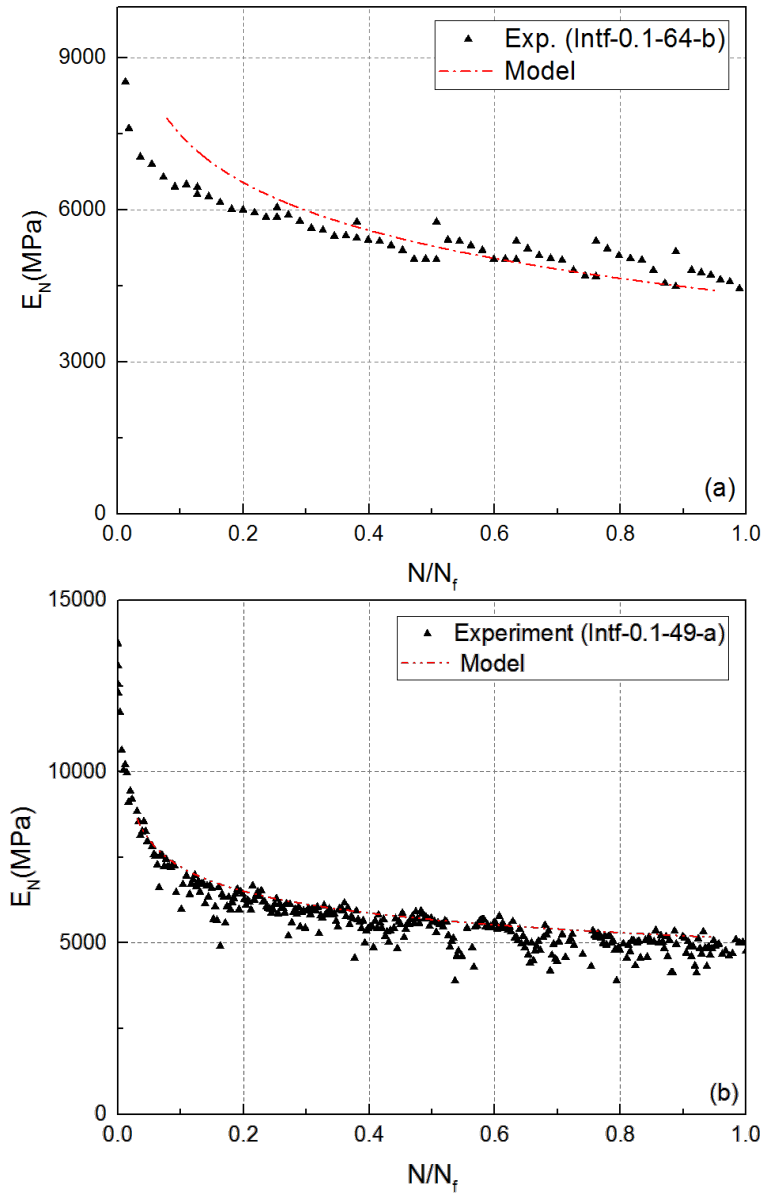 9000
6000
3000
0
E_N(MPa)
Exp. (Intf-0.1-64-b)
Model
(a)
0.0 0.2 0.4 0.6 0.8 1.0
N/N_f
15000
10000
5000
0
E_N(MPa)
Experiment (Intf-0.1-49-a)
Model
(b)
0.0 0.2 0.4 0.6 0.8 1.0
N/N_f